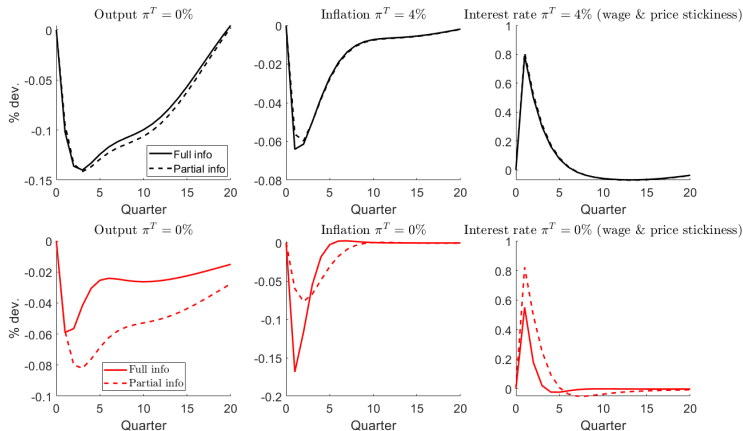 Output π^T = 0%
Inflation π^T = 4%
Interest rate π^T = 4% (wage & price stickiness)
% dev.
0
-0.05
-0.1
-0.15
Full info
Partial info
0 5 10 15 20
Quarter
0
-0.02
-0.04
-0.06
-0.08
0 5 10 15 20
Quarter
1
0.8
0.6
0.4
0.2
0
0 5 10 15 20
Quarter
Output π^T = 0%
Inflation π^T = 0%
Interest rate π^T = 0% (wage & price stickiness)
% dev.
0
-0.02
-0.04
-0.06
-0.08
-0.1
Full info
Partial info
0 5 10 15 20
Quarter
0
-0.05
-0.1
-0.15
-0.2
0 5 10 15 20
Quarter
1
0.8
0.6
0.4
0.2
0
0 5 10 15 20
Quarter